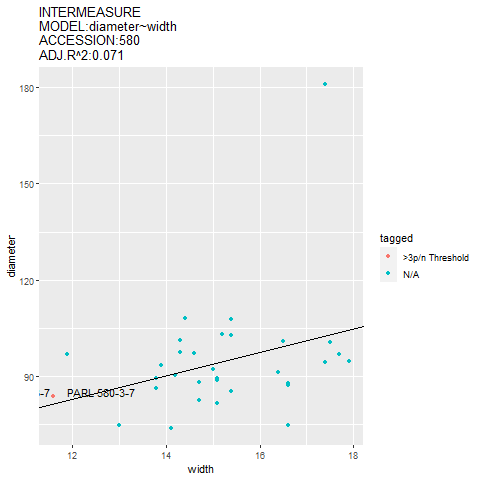 INTERMEASURE
MODEL:diameter~width
ACCESSION:580
ADJ.R^2:0.071
180
150
120
90
diameter
-7 PARL 580-3-7
12 14 16 18
width
tagged
>3p/n Threshold
N/A